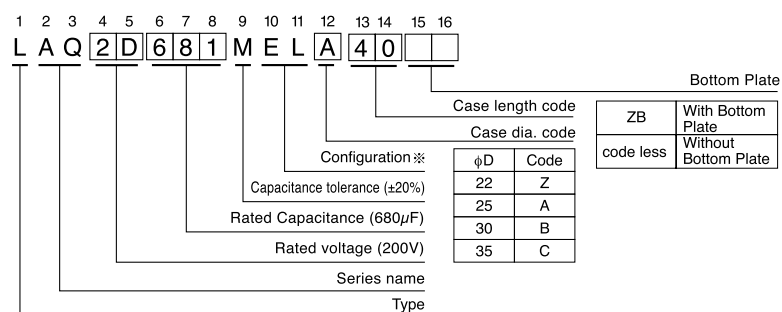 1 2 3 4 5 6 7 8 9 10 11 12 13 14 15 16
L A Q 2 D 6 8 1 M E L A 4 0
Bottom Plate
Case length code
Case dia. code
Configuration※
Capacitance tolerance (±20%)
Rated Capacitance (680µF)
Rated voltage (200V)
Series name
Type
ZB With Bottom
Plate
code less Without
Bottom Plate
ϕD Code
22 Z
25 A
30 B
35 C